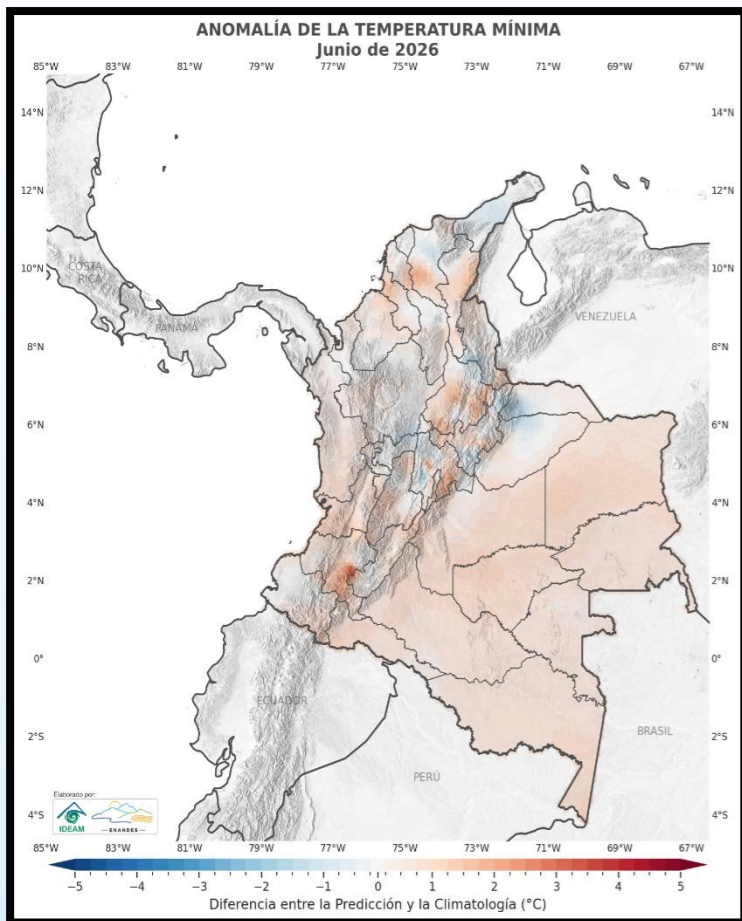 ANOMALÍA DE LA TEMPERATURA MÍNIMA
Junio de 2026
85°W 83°W 81°W 79°W 77°W 75°W 73°W 71°W 69°W 67°W
14°N
14°N
12°N
12°N
10°N
10°N
COSTA
RICA
PANAMÁ
VENEZUELA
8°N
8°N
6°N
6°N
4°N
4°N
2°N
2°N
0°
0°
ECUADOR
BRASIL
2°S
2°S
PERÚ
4°S
4°S
Elaborado por:
IDEAM
— ENANDES —
85°W 83°W 81°W 79°W 77°W 75°W 73°W 71°W 69°W 67°W
−5 −4 −3 −2 −1 0 1 2 3 4 5
Diferencia entre la Predicción y la Climatología (°C)